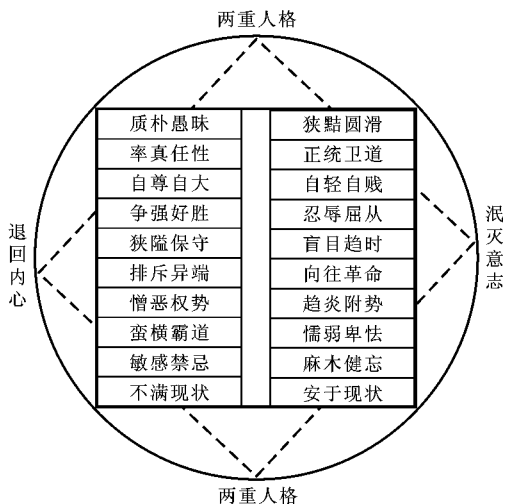 两重人格
质朴愚昧 狭黠圆滑
率真任性 正统卫道
自尊自大 自轻自贱
争强好胜 忍辱屈从
狭隘保守 盲目趋时
排斥异端 向往革命
憎恶权势 趋炎附势
蛮横霸道 懦弱卑怯
敏感禁忌 麻木健忘
不满现状 安于现状
退回内心
泯灭意志
两重人格